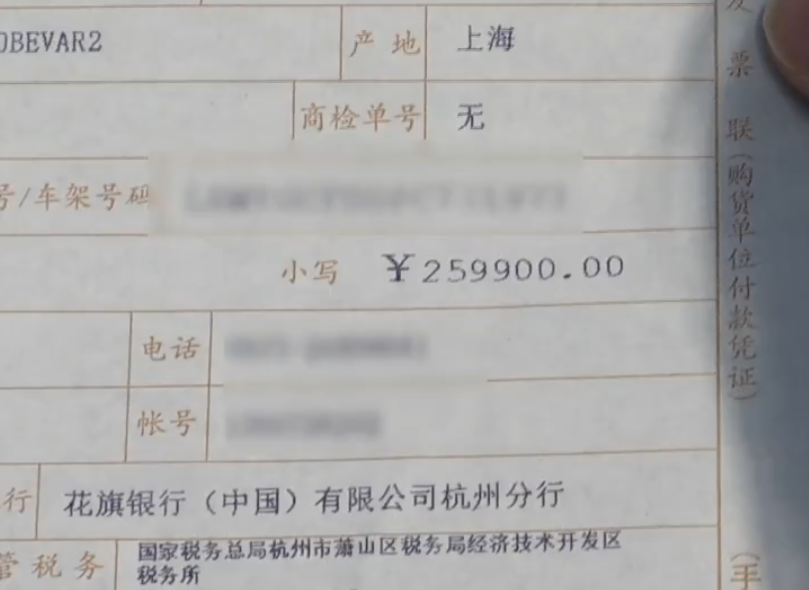 OBEVAR2 产地 上海
商检单号 无
号/车架号码
小写 ¥259900.00
电话
帐号
行 花旗银行（中国）有限公司杭州分行
管税务 国家税务总局杭州市萧山区税务局经济技术开发区
税务所
发票联（购货单位付款凭证）（手